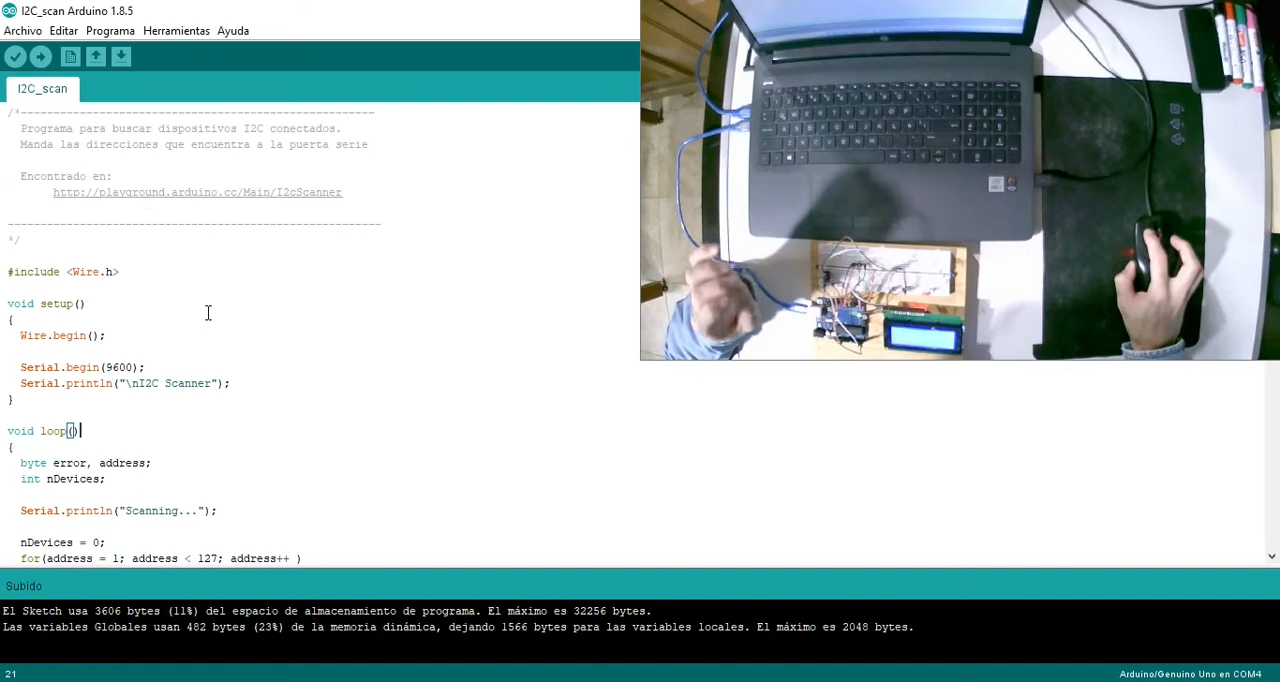 I2C_scan Arduino 1.8.5
Archivo Editar Programa Herramientas Ayuda
I2C_scan
/*------------------------------------------------------
Programa para buscar dispositivos I2C conectados.
Manda las direcciones que encuentra a la puerta serie
Encontrado en:
http://playground.arduino.cc/Main/I2cScanner
---------------------------------------------------------
*/
#include <Wire.h>
void setup()
{
Wire.begin();
Serial.begin(9600);
Serial.println("\nI2C Scanner");
}
void loop()
{
byte error, address;
int nDevices;
Serial.println("Scanning...");
nDevices = 0;
for(address = 1; address < 127; address++ )
Subido
El Sketch usa 3606 bytes (11%) del espacio de almacenamiento de programa. El máximo es 32256 bytes.
Las variables Globales usan 482 bytes (23%) de la memoria dinámica, dejando 1566 bytes para las variables locales. El máximo es 2048 bytes.
21
Arduino/Genuino Uno en COM4